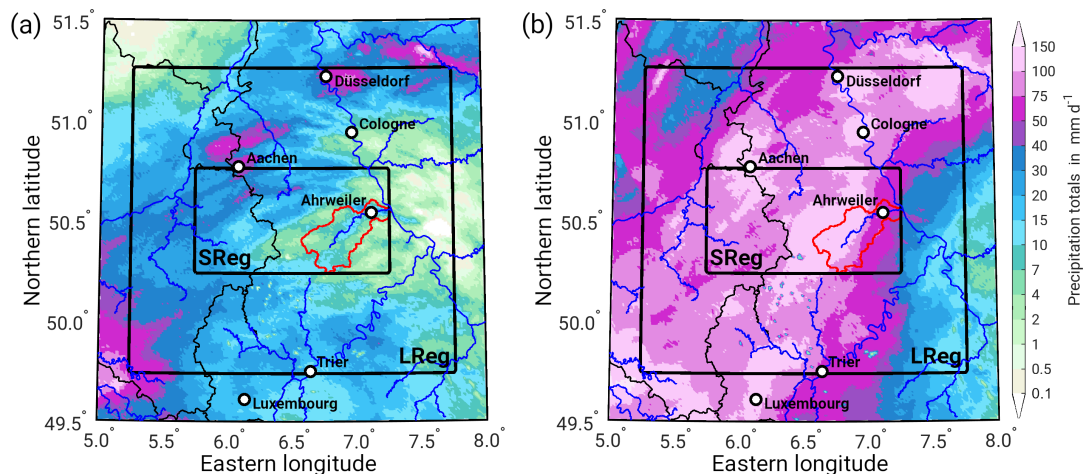 (a)
51.5°
51.0°
50.5°
50.0°
49.5°
Northern latitude
Düsseldorf
Cologne
Aachen
Ahrweiler
SReg
LReg
Trier
Luxembourg
5.0° 5.5° 6.0° 6.5° 7.0° 7.5° 8.0°
Eastern longitude
(b)
51.5°
51.0°
50.5°
50.0°
49.5°
Northern latitude
Düsseldorf
Cologne
Aachen
Ahrweiler
SReg
LReg
Trier
Luxembourg
5.0° 5.5° 6.0° 6.5° 7.0° 7.5° 8.0°
Eastern longitude
150
100
75
50
40
30
20
15
10
7
4
2
1
0.5
0.1
Precipitation totals in mm d⁻¹